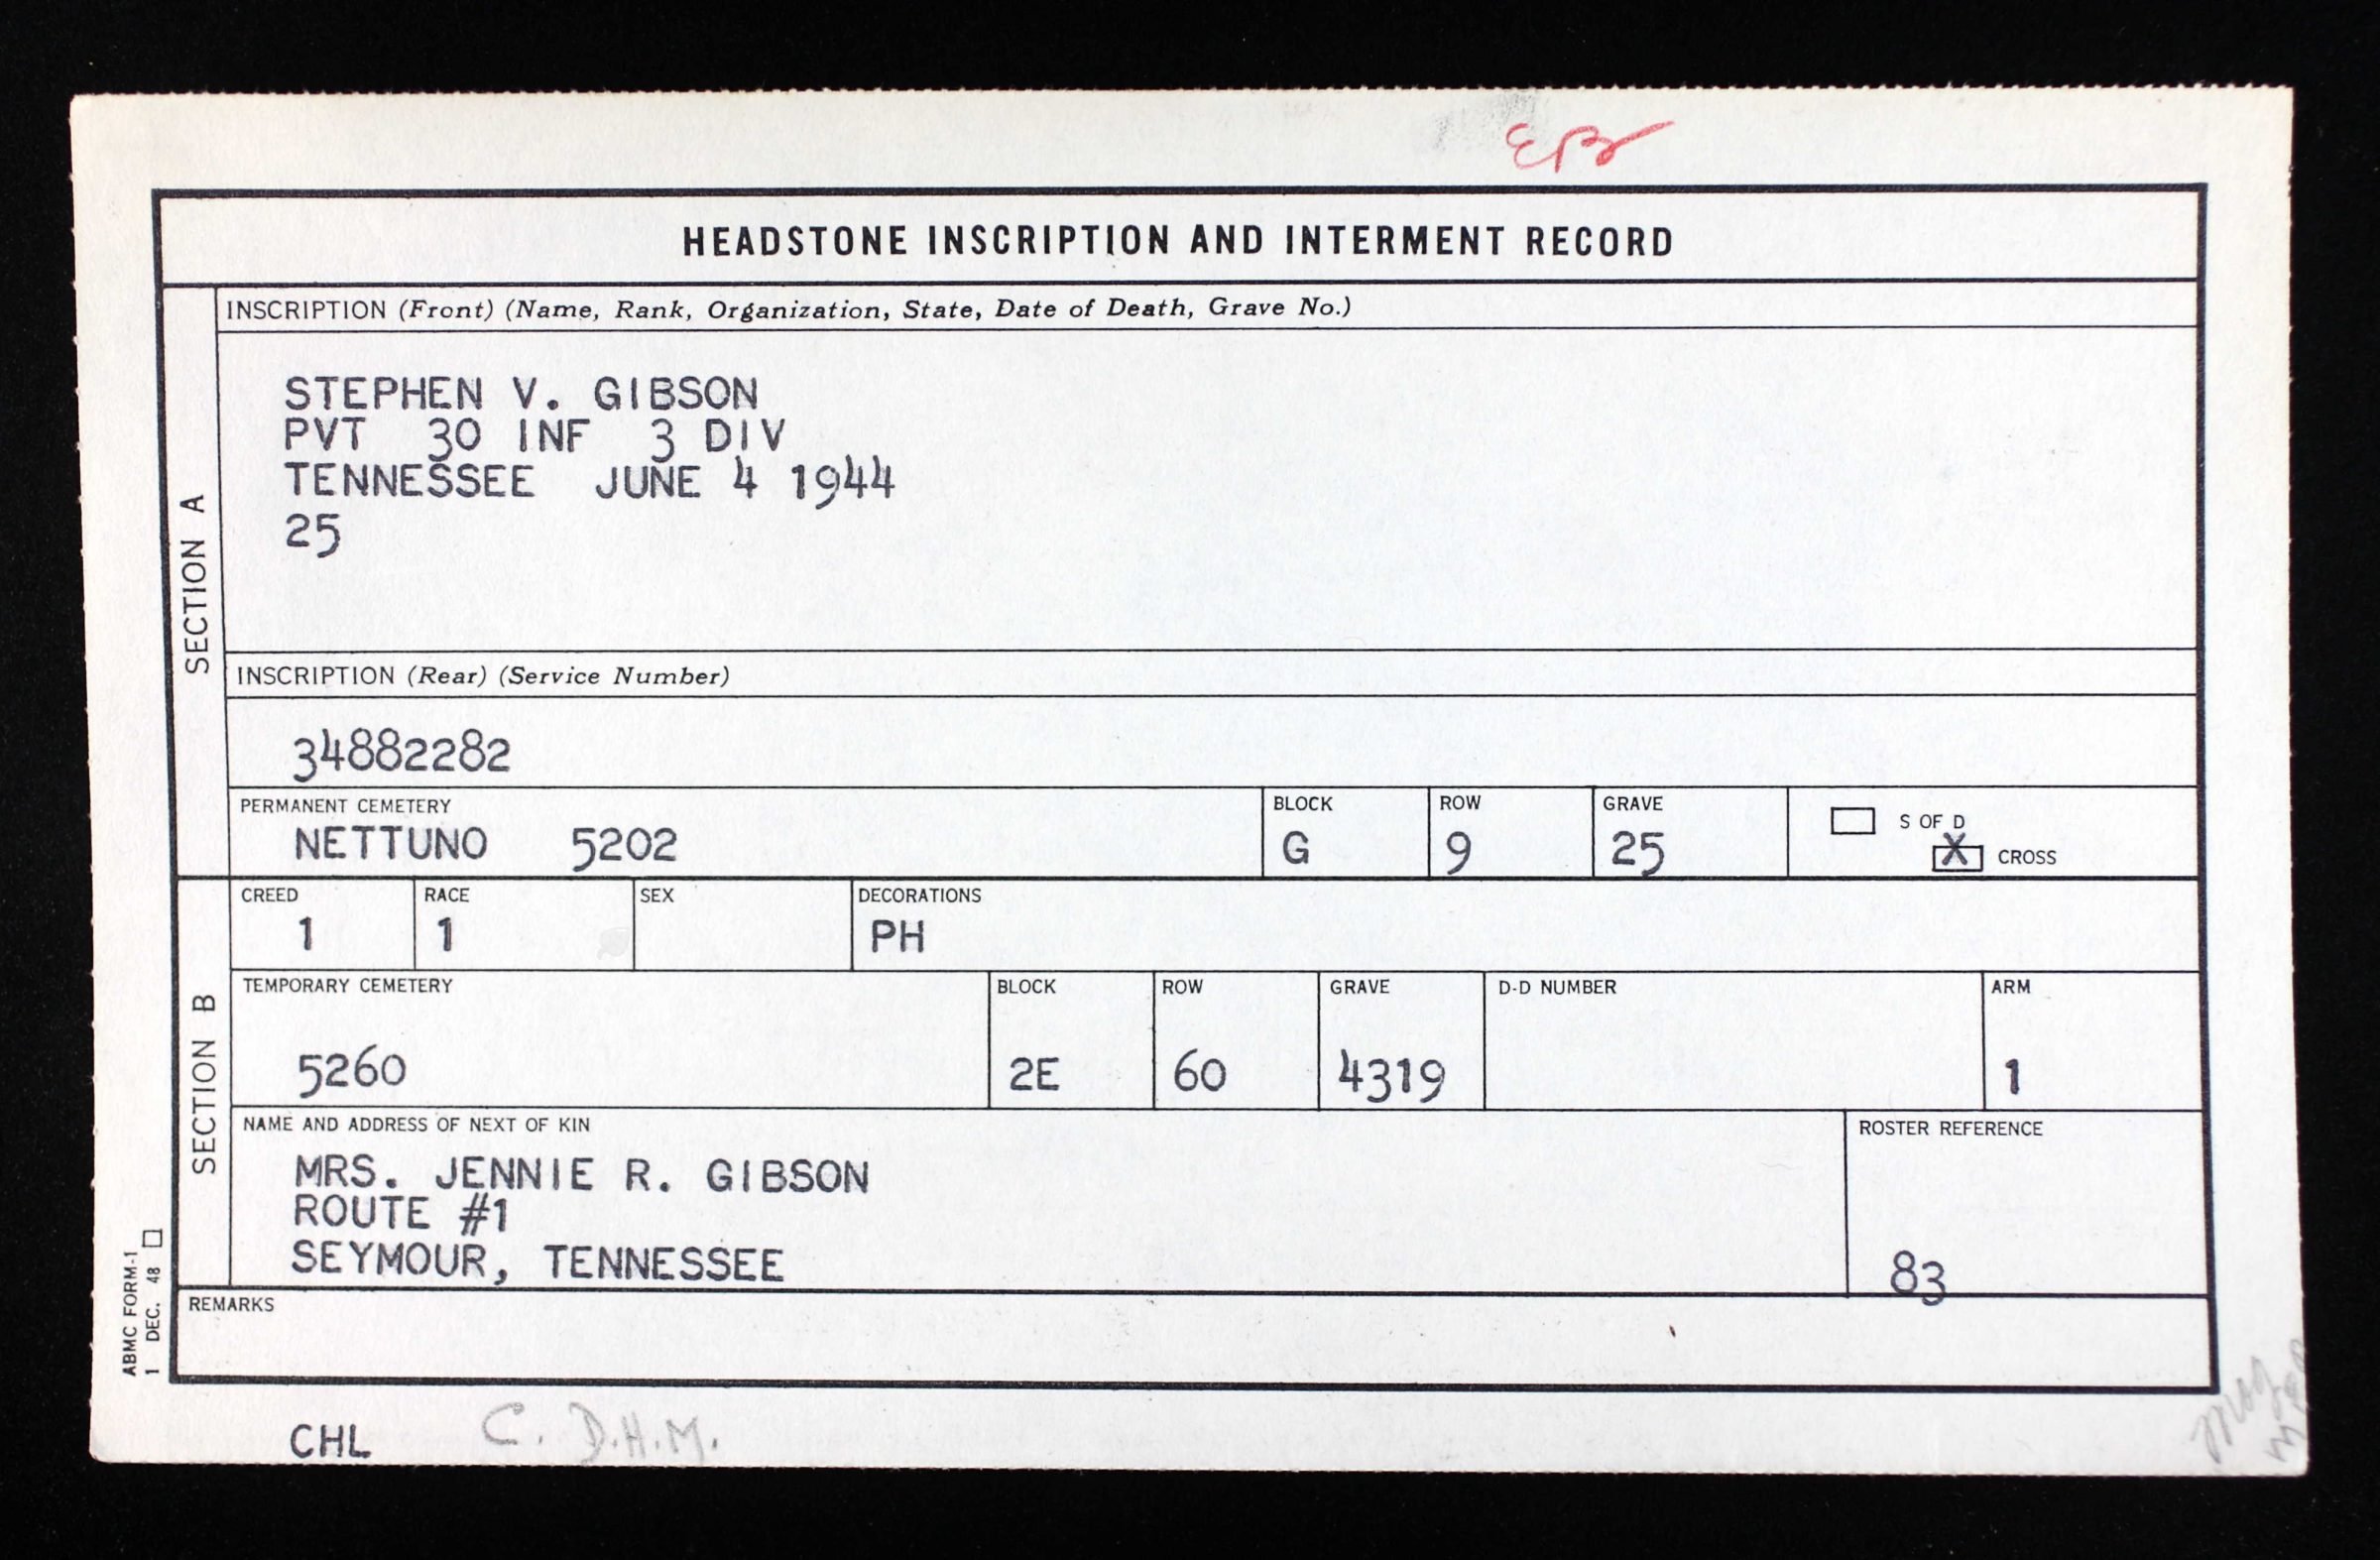 EB
HEADSTONE INSCRIPTION AND INTERMENT RECORD
SECTION A
INSCRIPTION (Front) (Name, Rank, Organization, State, Date of Death, Grave No.)
STEPHEN V. GIBSON
PVT 30 INF 3 DIV
TENNESSEE JUNE 4 1944
25
INSCRIPTION (Rear) (Service Number)
34882282
PERMANENT CEMETERY BLOCK ROW GRAVE
NETTUNO 5202 G 9 25
S OF D
X CROSS
SECTION B
CREED RACE SEX DECORATIONS
1 1 PH
TEMPORARY CEMETERY BLOCK ROW GRAVE D-D NUMBER ARM
5260 2E 60 4319 1
NAME AND ADDRESS OF NEXT OF KIN ROSTER REFERENCE
MRS. JENNIE R. GIBSON
ROUTE #1
SEYMOUR, TENNESSEE
83
REMARKS
ABMC FORM-1
1 DEC. 48
CHL C. D.H.M.